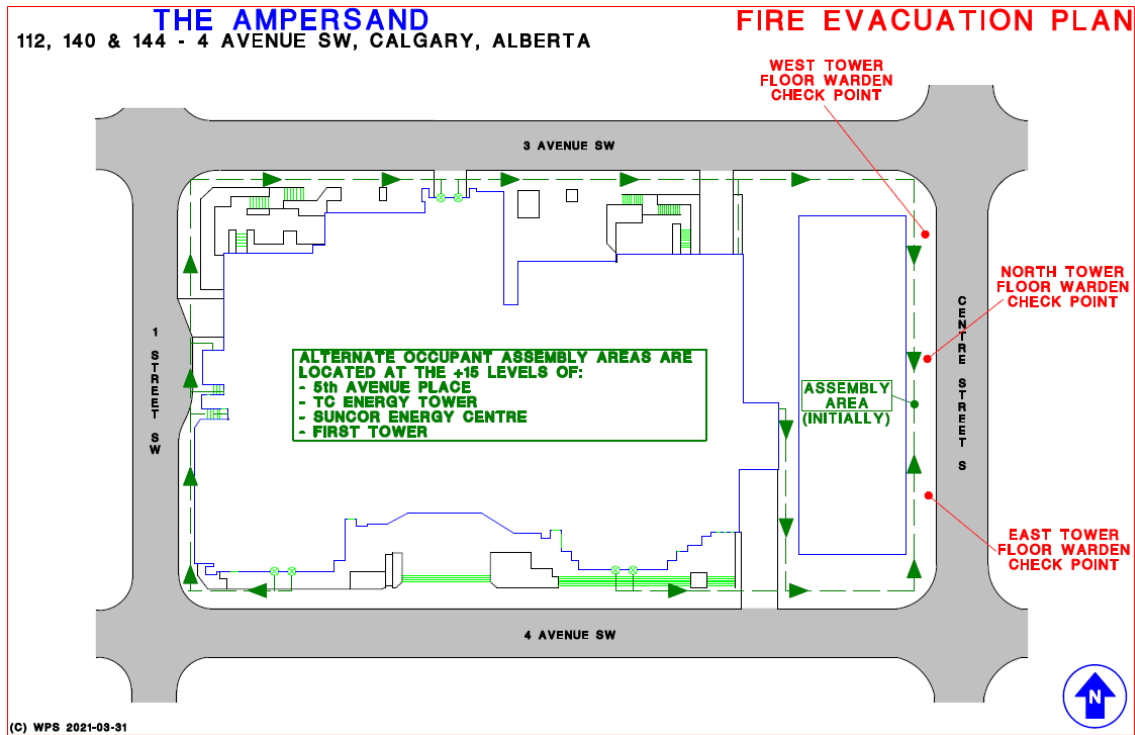 THE AMPERSAND
FIRE EVACUATION PLAN
112, 140 & 144 - 4 AVENUE SW, CALGARY, ALBERTA
WEST TOWER
FLOOR WARDEN
CHECK POINT
3 AVENUE SW
NORTH TOWER
FLOOR WARDEN
CHECK POINT
1 STREET SW
CENTRE STREET S
ALTERNATE OCCUPANT ASSEMBLY AREAS ARE
LOCATED AT THE +15 LEVELS OF:
- 5th AVENUE PLACE
- TC ENERGY TOWER
- SUNCOR ENERGY CENTRE
- FIRST TOWER
ASSEMBLY
AREA
(INITIALLY)
EAST TOWER
FLOOR WARDEN
CHECK POINT
4 AVENUE SW
N
(C) WPS 2021-03-31